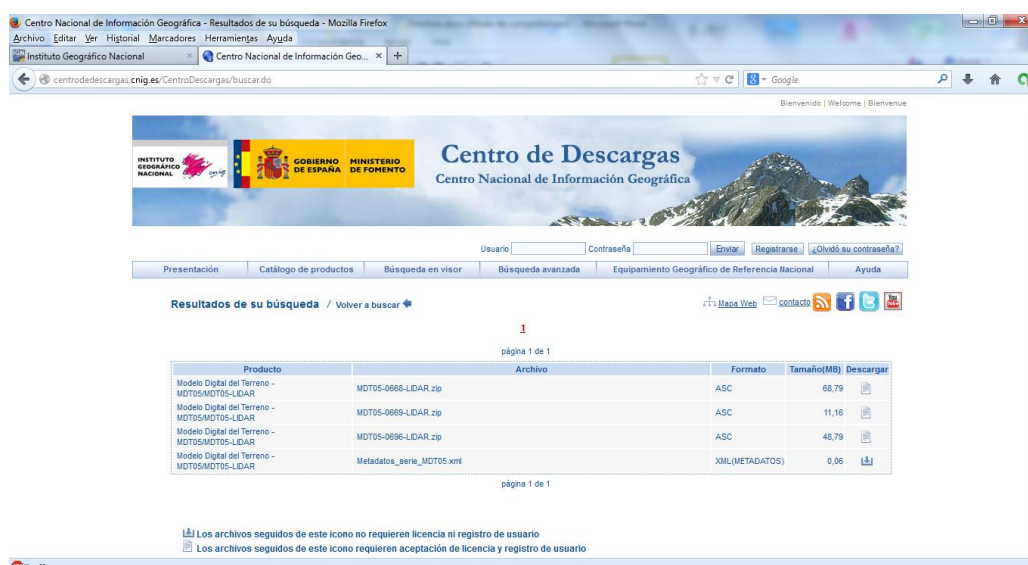 Centro Nacional de Información Geográfica - Resultados de su búsqueda - Mozilla Firefox
Archivo Editar Ver Historial Marcadores Herramientas Ayuda
Instituto Geográfico Nacional × Centro Nacional de Información Geo... × +
centrodedescargas.cnig.es/CentroDescargas/buscar.do Google
Bienvenido | Welcome | Bienvenue
INSTITUTO GEOGRÁFICO NACIONAL cnig
GOBIERNO DE ESPAÑA
MINISTERIO DE FOMENTO
Centro de Descargas
Centro Nacional de Información Geográfica
Usuario Contraseña Enviar Registrarse ¿Olvidó su contraseña?
Presentación Catálogo de productos Búsqueda en visor Búsqueda avanzada Equipamiento Geográfico de Referencia Nacional Ayuda
Resultados de su búsqueda / Volver a buscar
Mapa Web contacto You Tube
1
página 1 de 1
Producto Archivo Formato Tamaño(MB) Descargar
Modelo Digital del Terreno -
MDT05/MDT05-LIDAR MDT05-0668-LIDAR.zip ASC 68,79
Modelo Digital del Terreno -
MDT05/MDT05-LIDAR MDT05-0669-LIDAR.zip ASC 11,16
Modelo Digital del Terreno -
MDT05/MDT05-LIDAR MDT05-0696-LIDAR.zip ASC 48,79
Modelo Digital del Terreno -
MDT05/MDT05-LIDAR Metadatos_serie_MDT05.xml XML(METADATOS) 0,06
página 1 de 1
Los archivos seguidos de este icono no requieren licencia ni registro de usuario
Los archivos seguidos de este icono requieren aceptación de licencia y registro de usuario